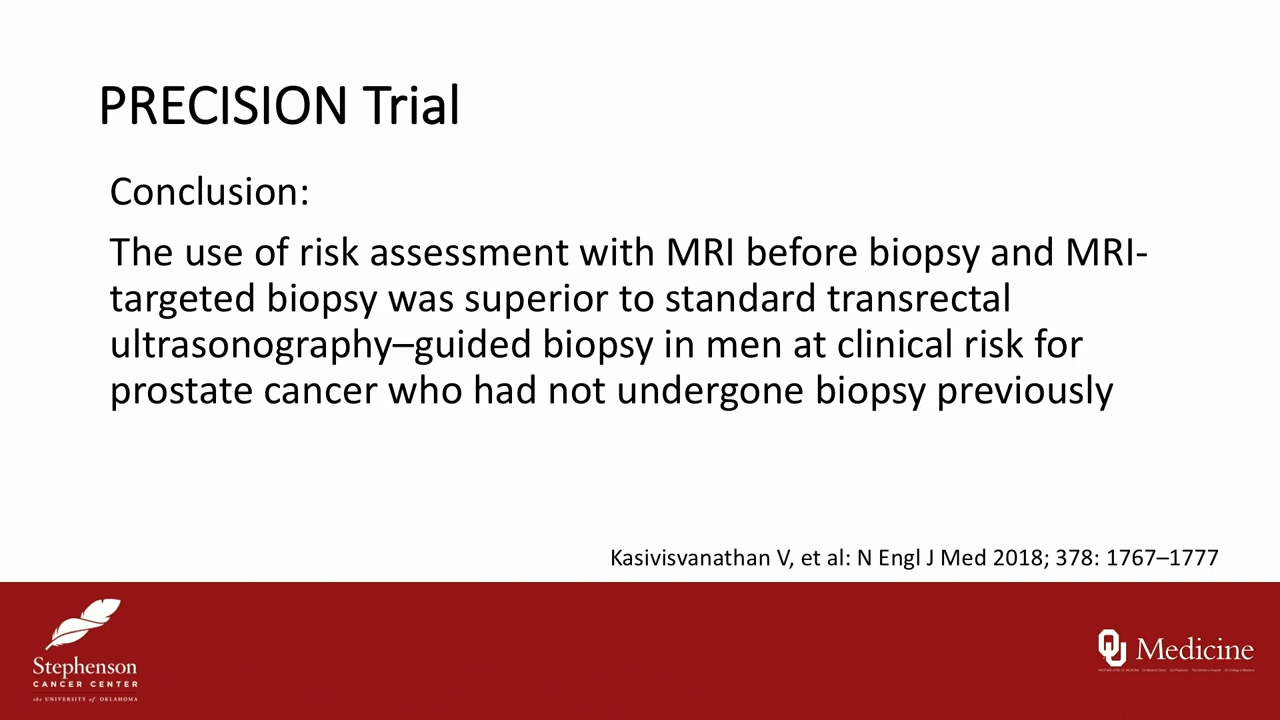 PRECISION Trial
Conclusion:
The use of risk assessment with MRI before biopsy and MRI-
targeted biopsy was superior to standard transrectal
ultrasonography–guided biopsy in men at clinical risk for
prostate cancer who had not undergone biopsy previously
Kasivisvanathan V, et al: N Engl J Med 2018; 378: 1767–1777
Stephenson
CANCER CENTER
the UNIVERSITY of OKLAHOMA
OU Medicine